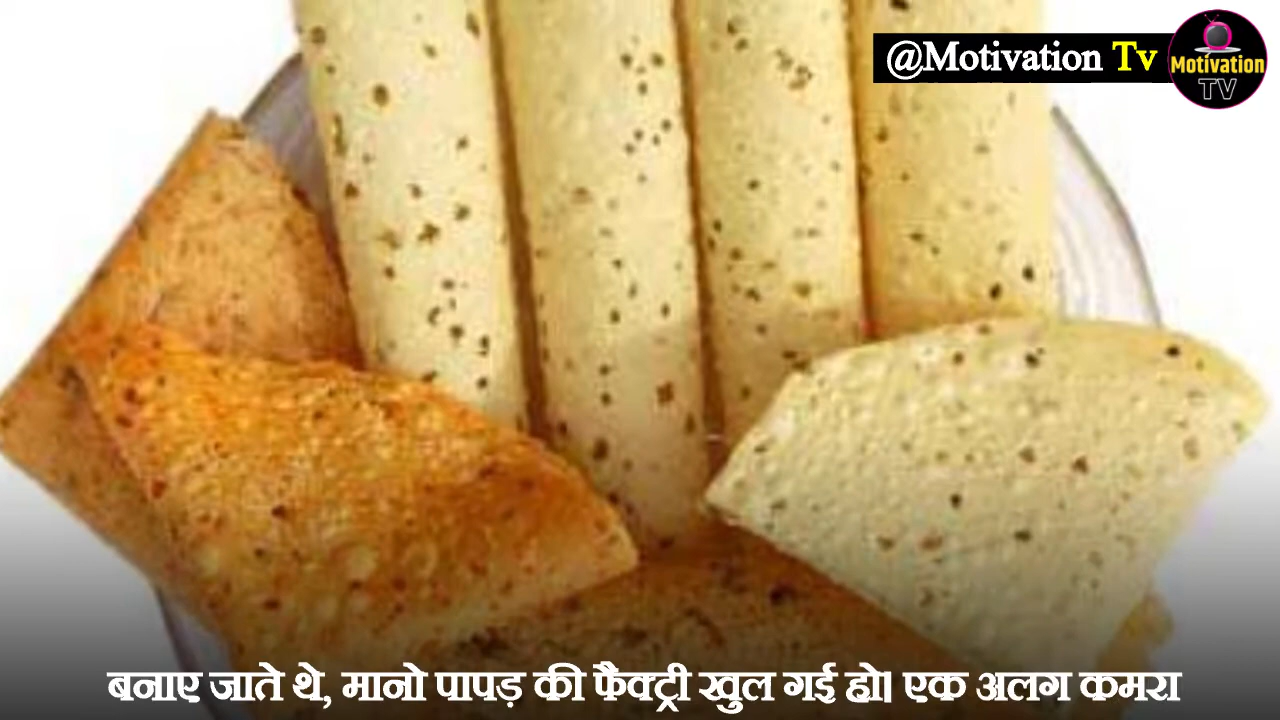 @Motivation Tv
Motivation
TV
बनाए जाते थे, मानो पापड़ की फैक्ट्री खुल गई हो। एक अलग कमरा